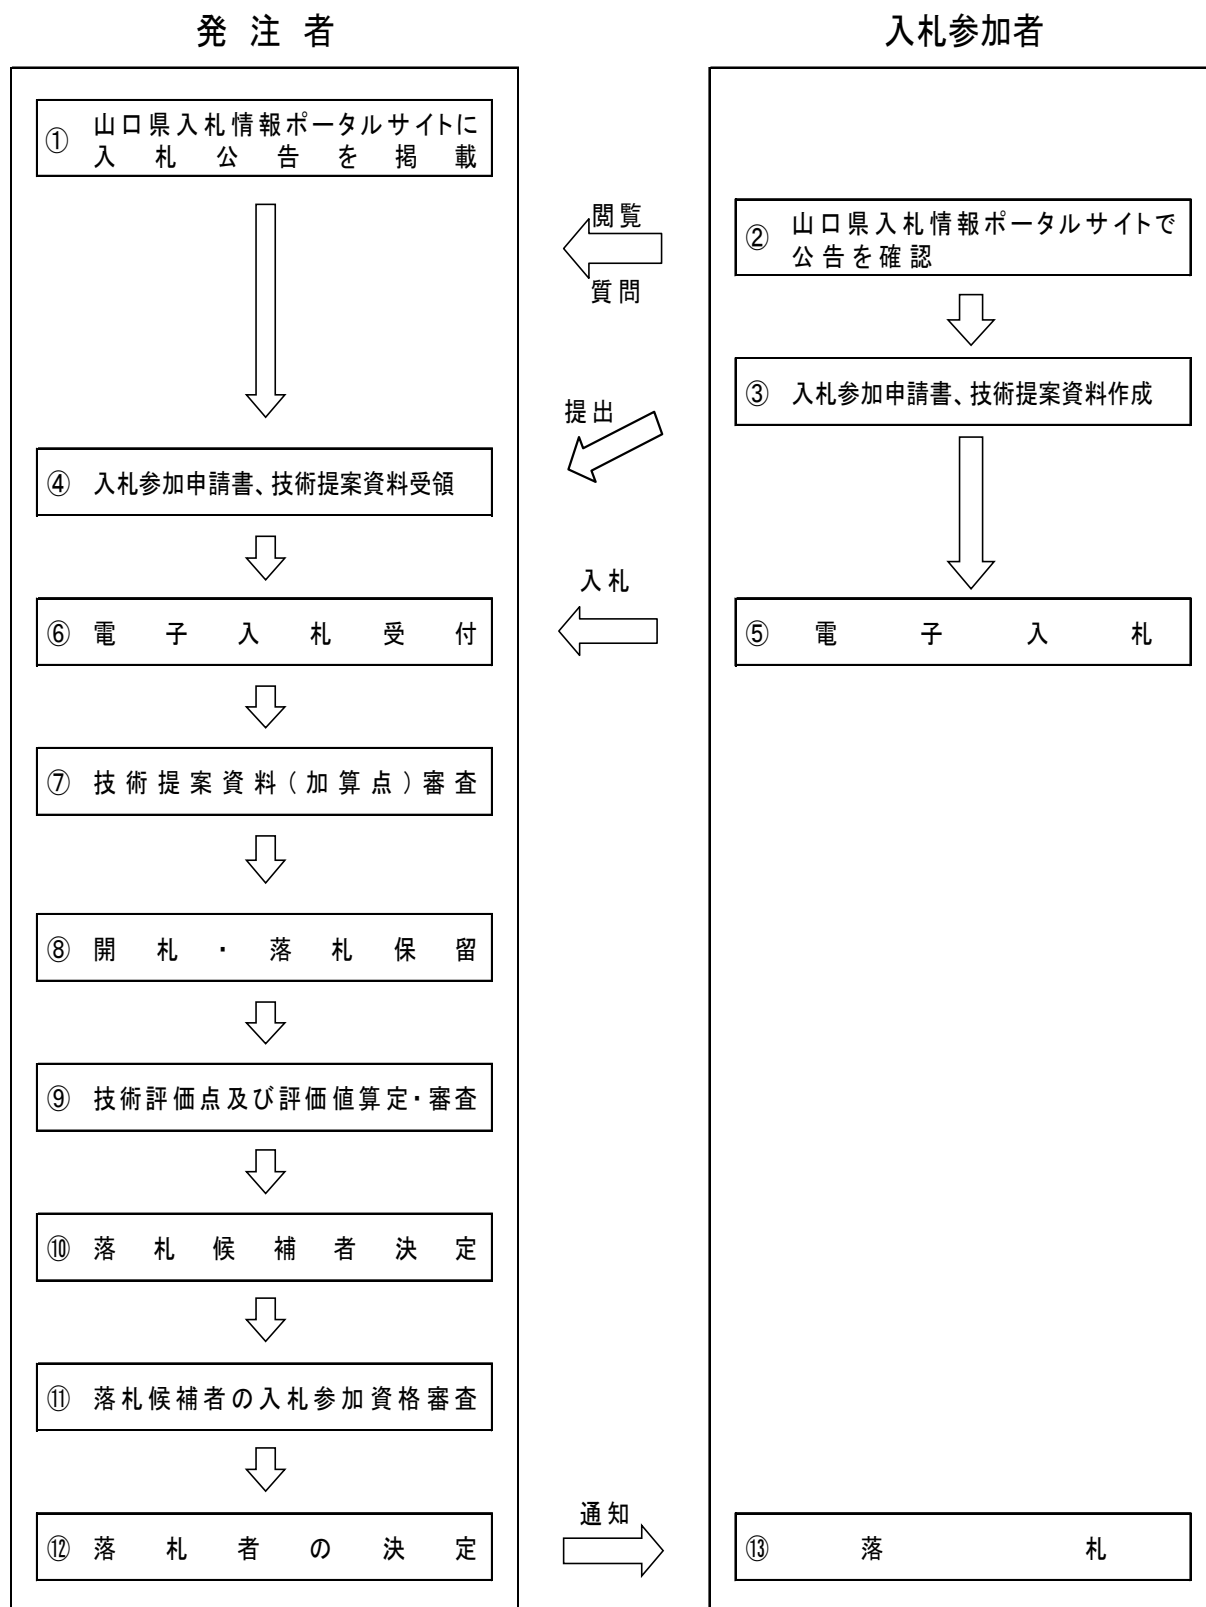 発注者
入札参加者
① 山口県入札情報ポータルサイトに
入札公告を掲載
閲覧
質問
② 山口県入札情報ポータルサイトで
公告を確認
③ 入札参加申請書、技術提案資料作成
提出
④ 入札参加申請書、技術提案資料受領
入札
⑤ 電子入札
⑥ 電子入札受付
⑦ 技術提案資料(加算点)審査
⑧ 開札・落札保留
⑨ 技術評価点及び評価値算定・審査
⑩ 落札候補者決定
⑪ 落札候補者の入札参加資格審査
⑫ 落札者の決定
通知
⑬ 落札